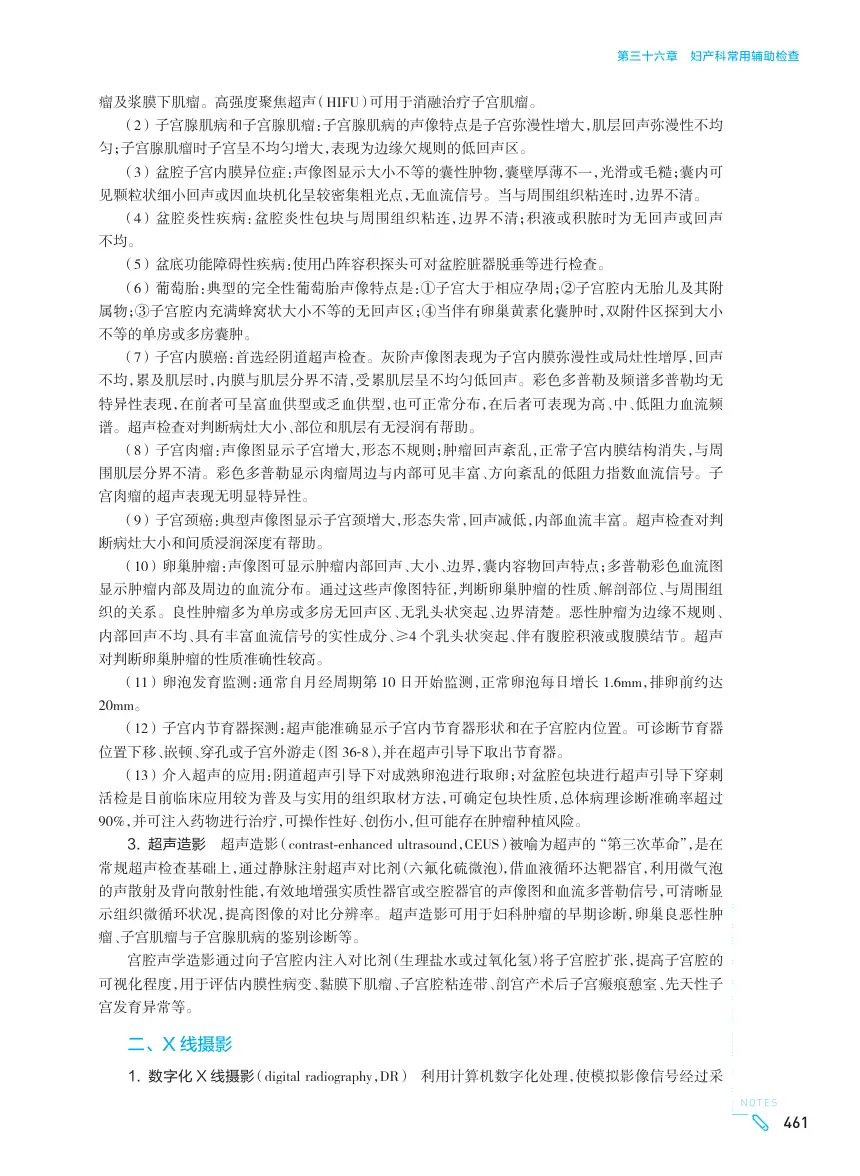 第三十六章 妇产科常用辅助检查
瘤及浆膜下肌瘤。高强度聚焦超声(HIFU)可用于消融治疗子宫肌瘤。
(2)子宫腺肌病和子宫腺肌瘤:子宫腺肌病的声像特点是子宫弥漫性增大,肌层回声弥漫性不均
匀;子宫腺肌瘤时子宫呈不均匀增大,表现为边缘欠规则的低回声区。
(3)盆腔子宫内膜异位症:声像图显示大小不等的囊性肿物,囊壁厚薄不一,光滑或毛糙;囊内可
见颗粒状细小回声或因血块机化呈较密集粗光点,无血流信号。当与周围组织粘连时,边界不清。
(4)盆腔炎性疾病:盆腔炎性包块与周围组织粘连,边界不清;积液或积脓时为无回声或回声
不均。
(5)盆底功能障碍性疾病:使用凸阵容积探头可对盆腔脏器脱垂等进行检查。
(6)葡萄胎:典型的完全性葡萄胎声像特点是:①子宫大于相应孕周;②子宫腔内无胎儿及其附
属物;③子宫腔内充满蜂窝状大小不等的无回声区;④当伴有卵巢黄素化囊肿时,双附件区探到大小
不等的单房或多房囊肿。
(7)子宫内膜癌:首选经阴道超声检查。灰阶声像图表现为子宫内膜弥漫性或局灶性增厚,回声
不均,累及肌层时,内膜与肌层分界不清,受累肌层呈不均匀低回声。彩色多普勒及频谱多普勒均无
特异性表现,在前者可呈富血供型或乏血供型,也可正常分布,在后者可表现为高、中、低阻力血流频
谱。超声检查对判断病灶大小、部位和肌层有无浸润有帮助。
(8)子宫肉瘤:声像图显示子宫增大,形态不规则;肿瘤回声紊乱,正常子宫内膜结构消失,与周
围肌层分界不清。彩色多普勒显示肉瘤周边与内部可见丰富、方向紊乱的低阻力指数血流信号。子
宫肉瘤的超声表现无明显特异性。
(9)子宫颈癌:典型声像图显示子宫颈增大,形态失常,回声减低,内部血流丰富。超声检查对判
断病灶大小和间质浸润深度有帮助。
(10)卵巢肿瘤:声像图可显示肿瘤内部回声、大小、边界,囊内容物回声特点;多普勒彩色血流图
显示肿瘤内部及周边的血流分布。通过这些声像图特征,判断卵巢肿瘤的性质、解剖部位、与周围组
织的关系。良性肿瘤多为单房或多房无回声区、无乳头状突起、边界清楚。恶性肿瘤为边缘不规则、
内部回声不均、具有丰富血流信号的实性成分、≥4个乳头状突起、伴有腹腔积液或腹膜结节。超声
对判断卵巢肿瘤的性质准确性较高。
(11)卵泡发育监测:通常自月经周期第10日开始监测,正常卵泡每日增长1.6mm,排卵前约达
20mm。
(12)子宫内节育器探测:超声能准确显示子宫内节育器形状和在子宫腔内位置。可诊断节育器
位置下移、嵌顿、穿孔或子宫外游走(图36-8),并在超声引导下取出节育器。
(13)介入超声的应用:阴道超声引导下对成熟卵泡进行取卵;对盆腔包块进行超声引导下穿刺
活检是目前临床应用较为普及与实用的组织取材方法,可确定包块性质,总体病理诊断准确率超过
90%,并可注入药物进行治疗,可操作性好、创伤小,但可能存在肿瘤种植风险。
3. 超声造影 超声造影(contrast-enhanced ultrasound,CEUS)被喻为超声的“第三次革命”,是在
常规超声检查基础上,通过静脉注射超声对比剂(六氟化硫微泡),借血液循环达靶器官,利用微气泡
的声散射及背向散射性能,有效地增强实质性器官或空腔器官的声像图和血流多普勒信号,可清晰显
示组织微循环状况,提高图像的对比分辨率。超声造影可用于妇科肿瘤的早期诊断,卵巢良恶性肿
瘤、子宫肌瘤与子宫腺肌病的鉴别诊断等。
宫腔声学造影通过向子宫腔内注入对比剂(生理盐水或过氧化氢)将子宫腔扩张,提高子宫腔的
可视化程度,用于评估内膜性病变、黏膜下肌瘤、子宫腔粘连带、剖宫产术后子宫瘢痕憩室、先天性子
宫发育异常等。
二、X线摄影
1. 数字化X线摄影(digital radiography,DR) 利用计算机数字化处理,使模拟影像信号经过采
NOTES
461